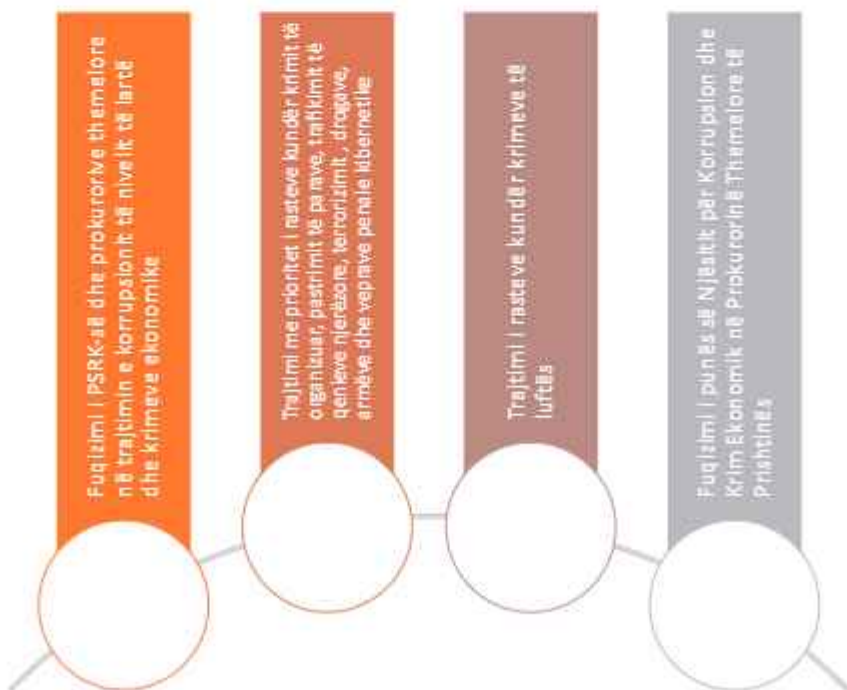 Fuqizimi i PSRK-së dhe prokurorive themelore
në trajtimin e korrupsionit të nivelit të lartë
dhe krimeve ekonomike
Trajtimi me prioritet i rasteve kundër krimit të
organizuar, pastrimit të parave, trafikimit të
qenieve njerëzore, terrorizimit , drogave,
armëve dhe veprave penale kibernetike
Trajtimi i rasteve kundër krimeve të
luftës
Fuqizimi i punës së Njësitit për Korrupsion dhe
Krim Ekonomik në Prokurorinë Themelore të
Prishtinës